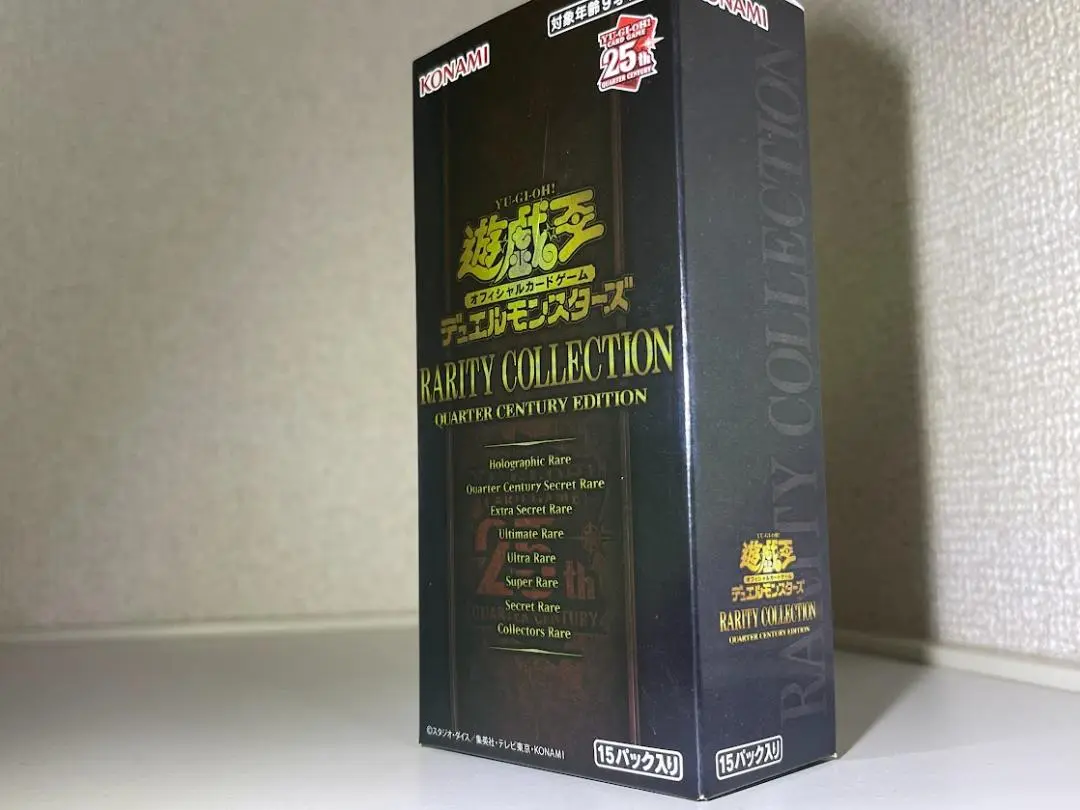 KONAMI
対象年齢9才
YU-GI-OH!
CARD GAME
25th
QUARTER CENTURY
YU-GI-OH!
遊戯王
オフィシャルカードゲーム
デュエルモンスターズ
RARITY COLLECTION
QUARTER CENTURY EDITION
Holographic Rare
Quarter Century Secret Rare
Extra Secret Rare
Ultimate Rare
Ultra Rare
Super Rare
Secret Rare
Collectors Rare
25th
QUARTER CENTURY
©スタジオ・ダイス/集英社・テレビ東京・KONAMI
15パック入り
KONAMI
RARITY COLLECTION
YU-GI-OH!
遊戯王
オフィシャルカードゲーム
デュエルモンスターズ
RARITY COLLECTION
QUARTER CENTURY EDITION
15パック入り